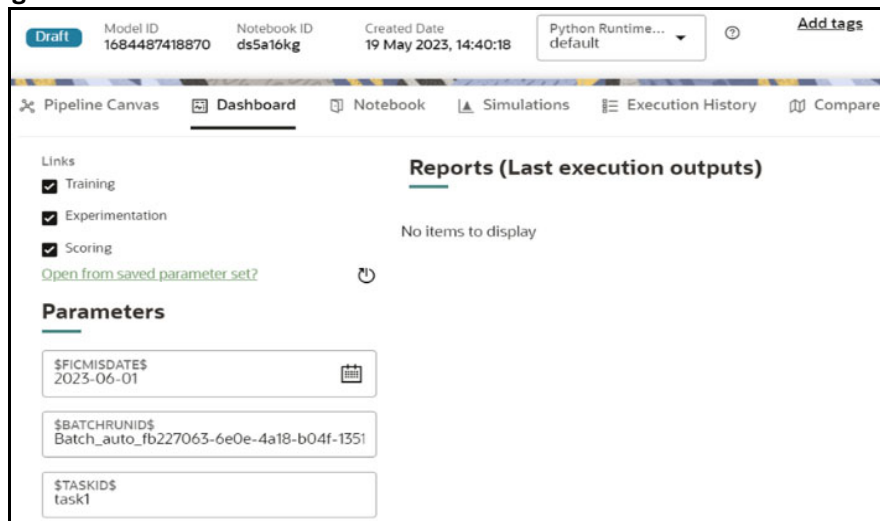 Draft
Model ID
1684487418870
Notebook ID
ds5a16kg
Created Date
19 May 2023, 14:40:18
Python Runtime...
default
Add tags
Pipeline Canvas
Dashboard
Notebook
Simulations
Execution History
Compare
Links
Training
Experimentation
Scoring
Open from saved parameter set?
Parameters
$FICMISDATE$
2023-06-01
$BATCHRUNID$
Batch_auto_fb227063-6e0e-4a18-b04f-1351
$TASKID$
task1
Reports (Last execution outputs)
No items to display